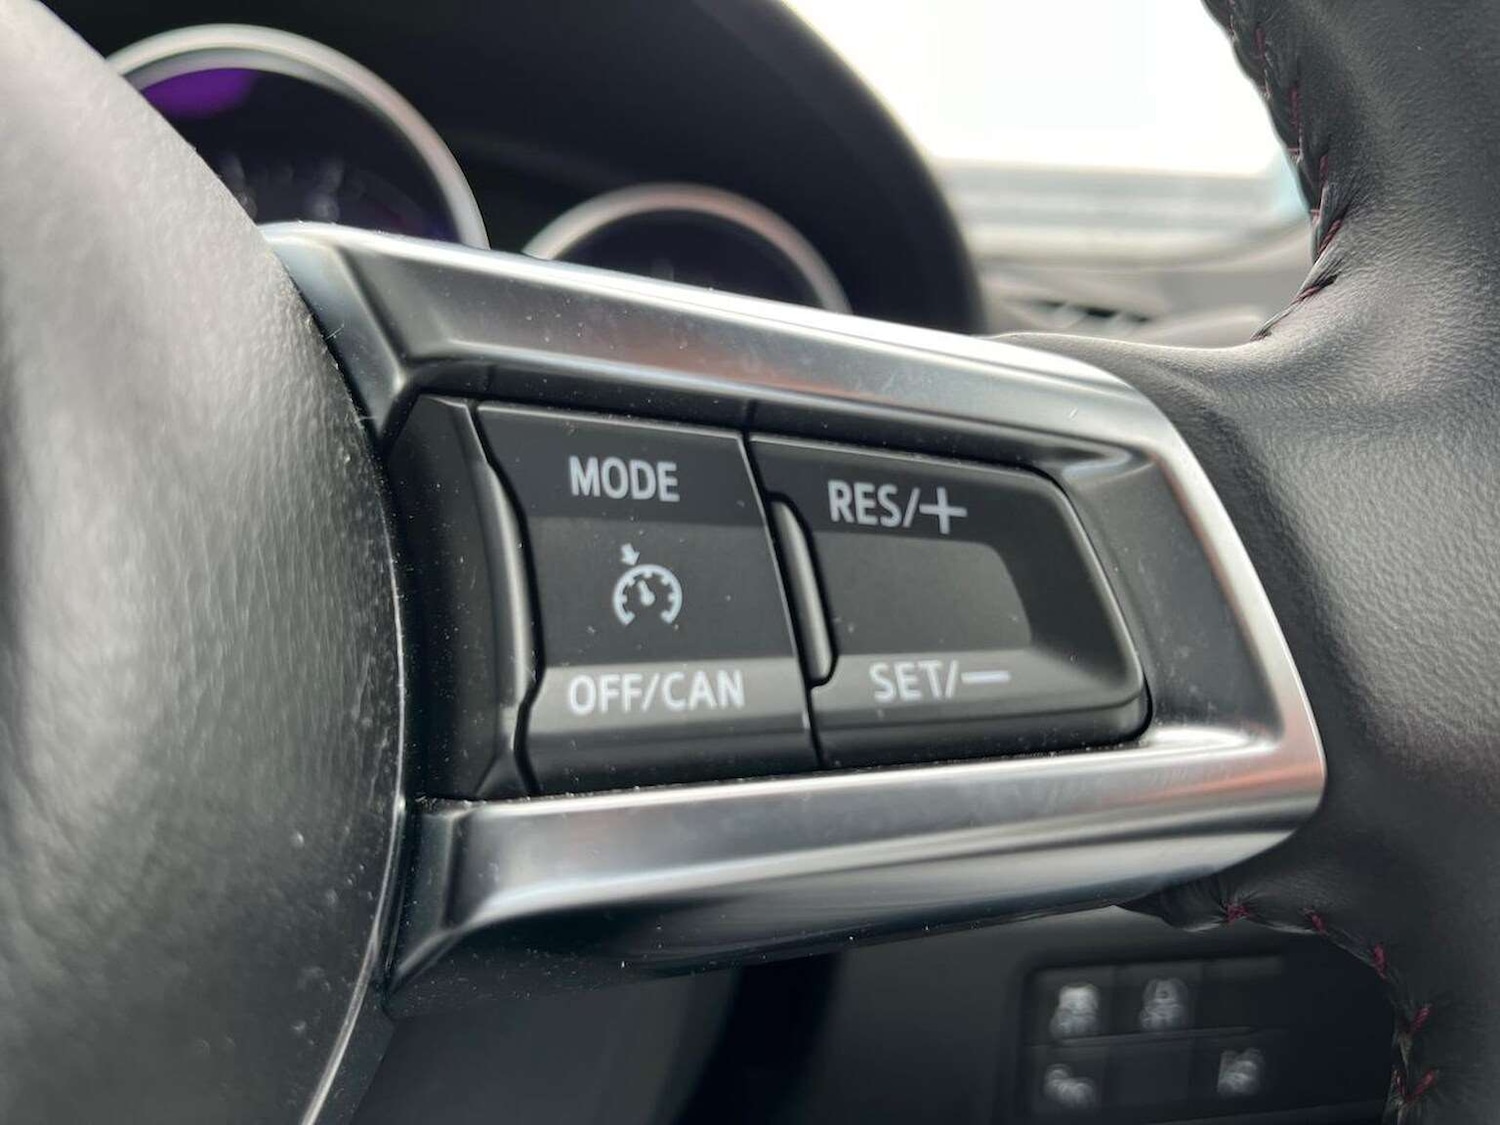 MODE
RES/+
OFF/CAN
SET/−